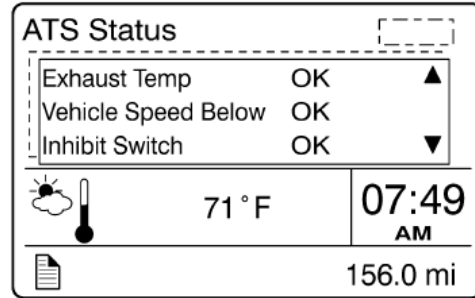 ATS Status
Exhaust Temp OK
Vehicle Speed Below OK
Inhibit Switch OK
71°F
07:49
AM
156.0 mi